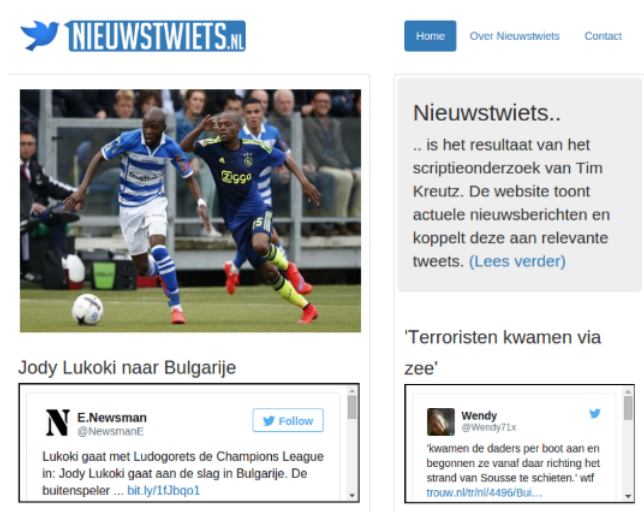 NIEUWSTWIETS.NL
Home
Over Nieuwstwiets
Contact
Ziggo
Jody Lukoki naar Bulgarije
E.Newsman
@NewsmanE
Follow
Lukoki gaat met Ludogorets de Champions League
in: Jody Lukoki gaat aan de slag in Bulgarije. De
buitenspeler ... bit.ly/1fJbqo1
Nieuwstwiets..
.. is het resultaat van het
scriptieonderzoek van Tim
Kreutz. De website toont
actuele nieuwsberichten en
koppelt deze aan relevante
tweets. (Lees verder)
'Terroristen kwamen via
zee'
Wendy
@Wendy71x
'kwamen de daders per boot aan en
begonnen ze vanaf daar richting het
strand van Sousse te schieten.' wtf
trouw.nl/tr/nl/4496/Bui…